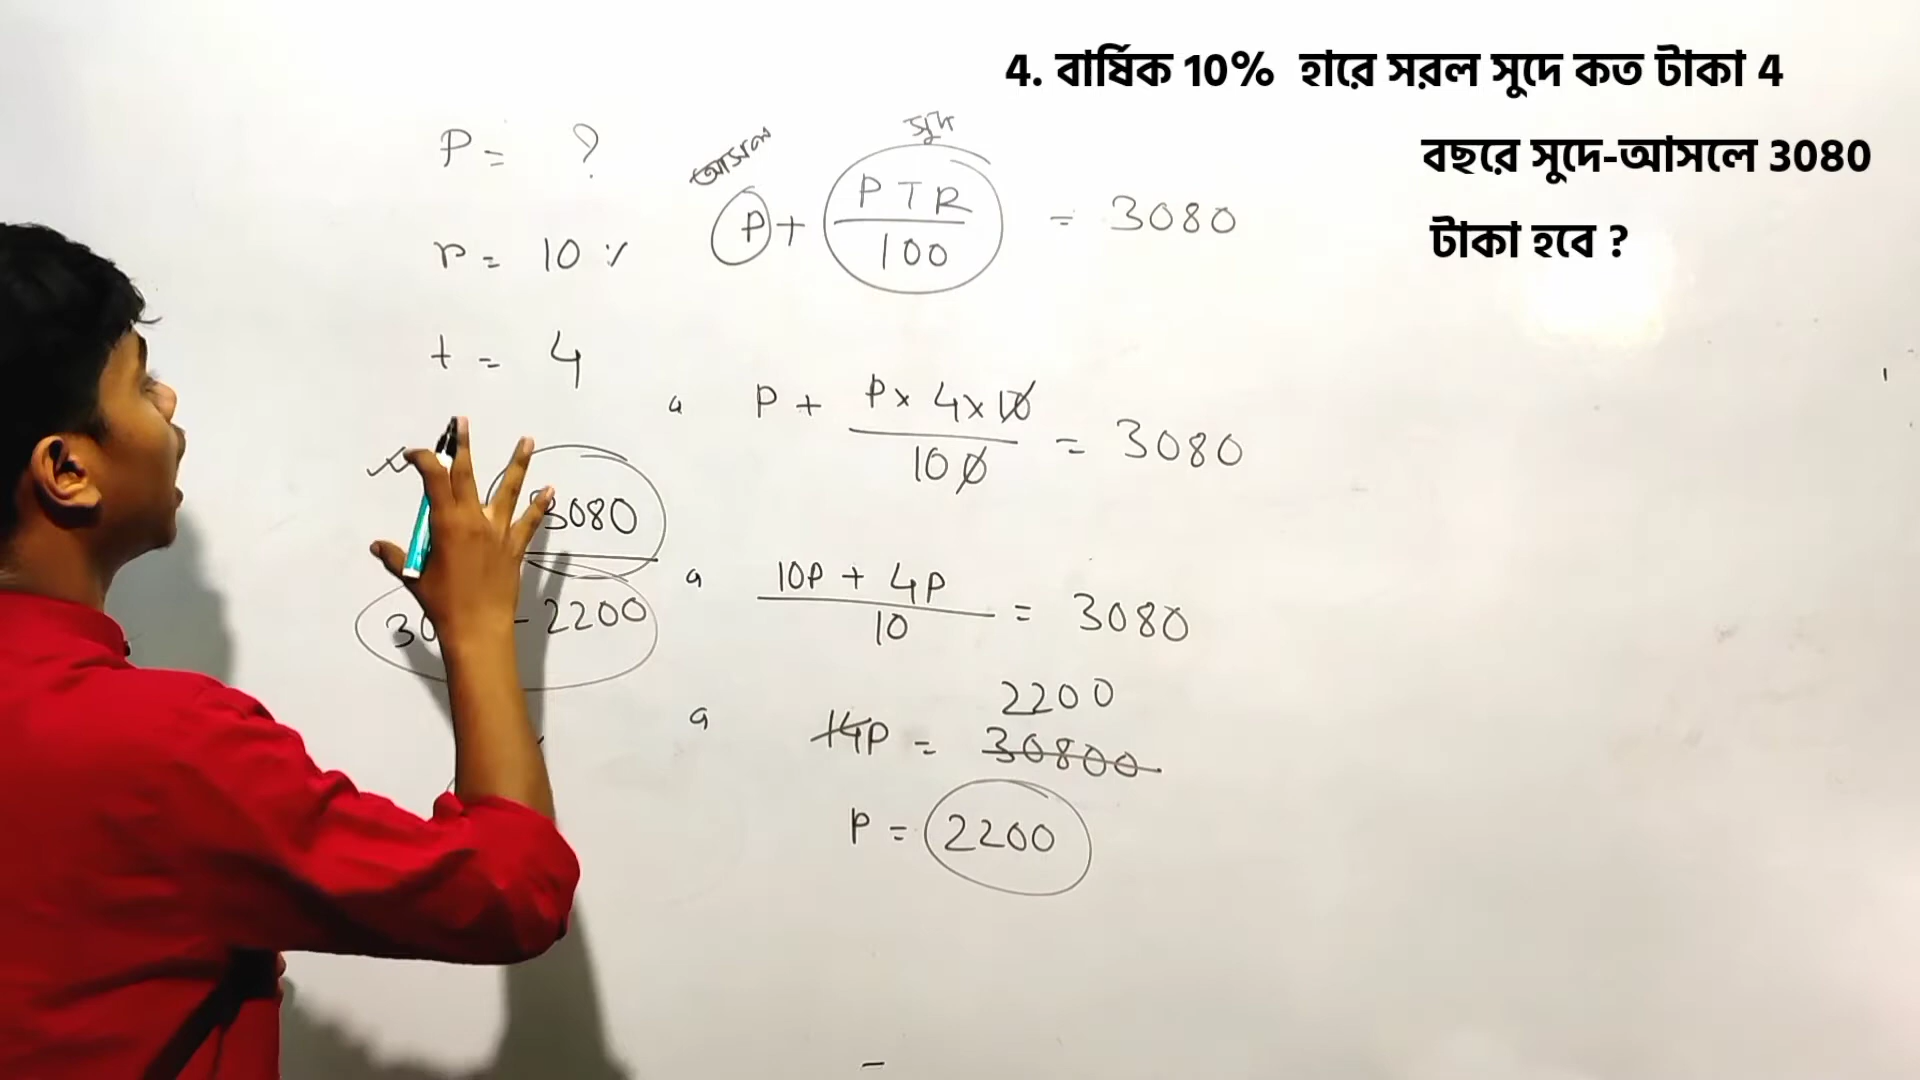 4. বার্ষিক 10% হারে সরল সুদে কত টাকা 4
বছরে সুদে-আসলে 3080
টাকা হবে ?
P = ?
r = 10 %
t = 4
3080
30 - 2200
আসল
সুদ
P + PTR/100 = 3080
a P + P× 4×10/100 = 3080
a 10P + 4P/10 = 3080
2200
a 14P = 30800
P = 2200